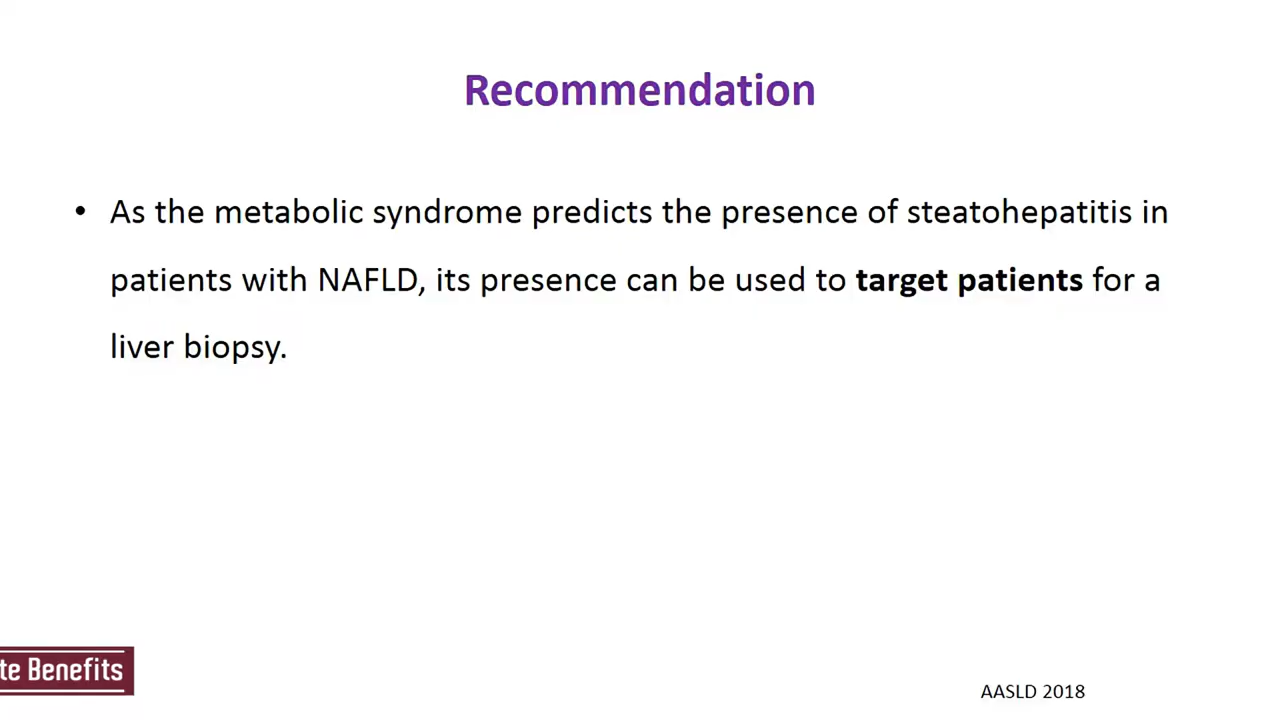 Recommendation
• As the metabolic syndrome predicts the presence of steatohepatitis in
patients with NAFLD, its presence can be used to target patients for a
liver biopsy.
te Benefits
AASLD 2018